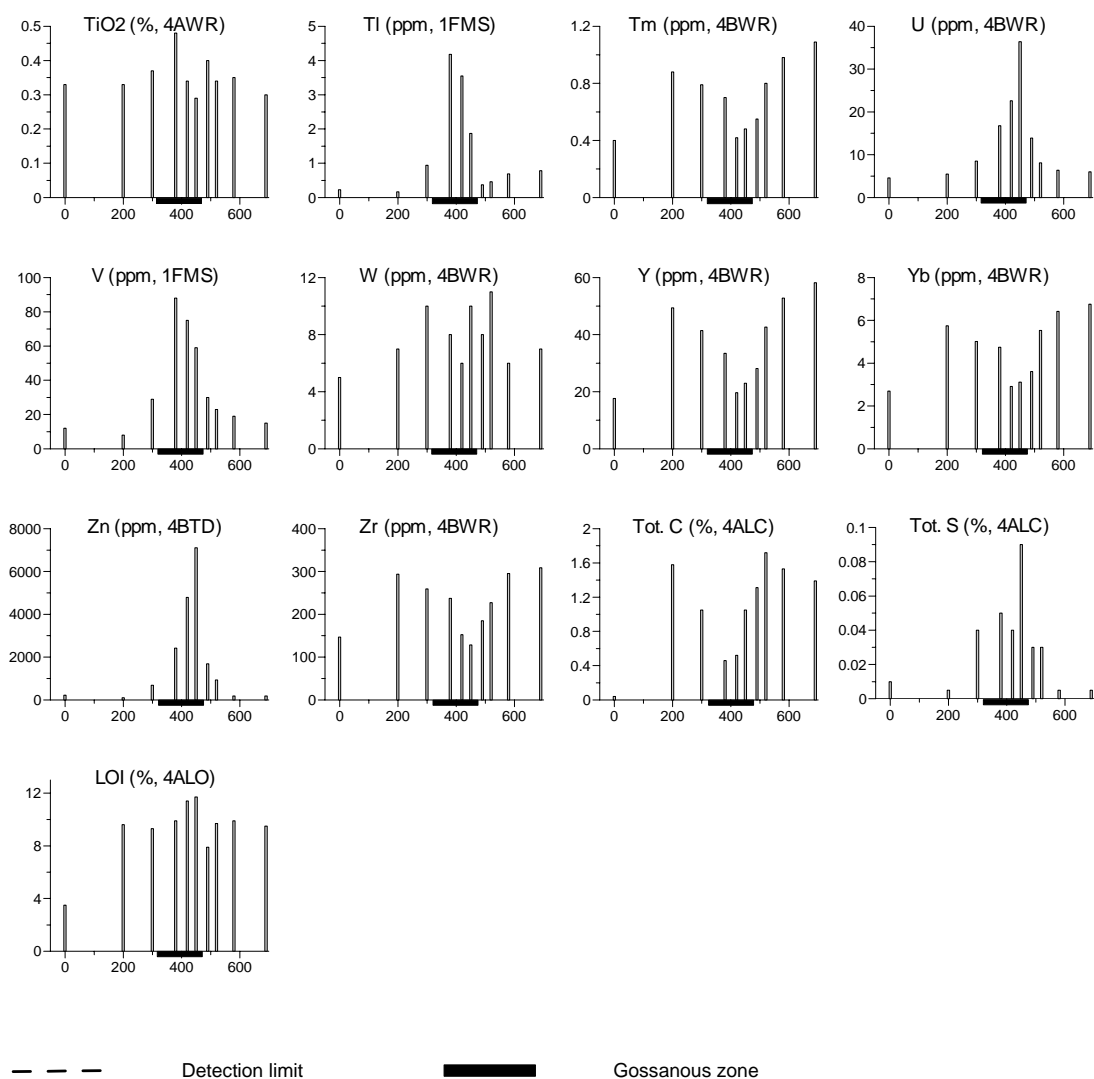 TiO2 (%, 4AWR)
0.5
0.4
0.3
0.2
0.1
0
0 200 400 600
Tl (ppm, 1FMS)
5
4
3
2
1
0
0 200 400 600
Tm (ppm, 4BWR)
1.2
0.8
0.4
0
0 200 400 600
U (ppm, 4BWR)
40
30
20
10
0
0 200 400 600
V (ppm, 1FMS)
100
80
60
40
20
0
0 200 400 600
W (ppm, 4BWR)
12
8
4
0
0 200 400 600
Y (ppm, 4BWR)
60
40
20
0
0 200 400 600
Yb (ppm, 4BWR)
8
6
4
2
0
0 200 400 600
Zn (ppm, 4BTD)
8000
6000
4000
2000
0
0 200 400 600
Zr (ppm, 4BWR)
400
300
200
100
0
0 200 400 600
Tot. C (%, 4ALC)
2
1.6
1.2
0.8
0.4
0
0 200 400 600
Tot. S (%, 4ALC)
0.1
0.08
0.06
0.04
0.02
0
0 200 400 600
LOI (%, 4ALO)
12
8
4
0
0 200 400 600
Detection limit
Gossanous zone